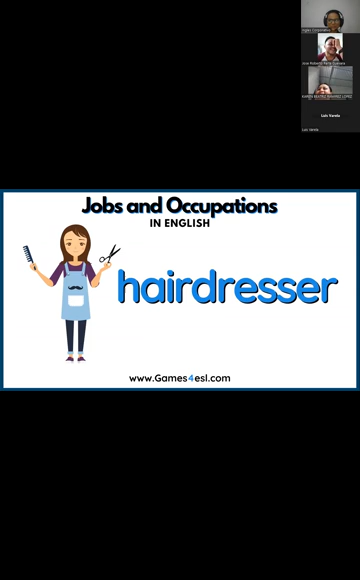 Luis Varela
Luis Varela
Jobs and Occupations
IN ENGLISH
hairdresser
www.Games4esl.com